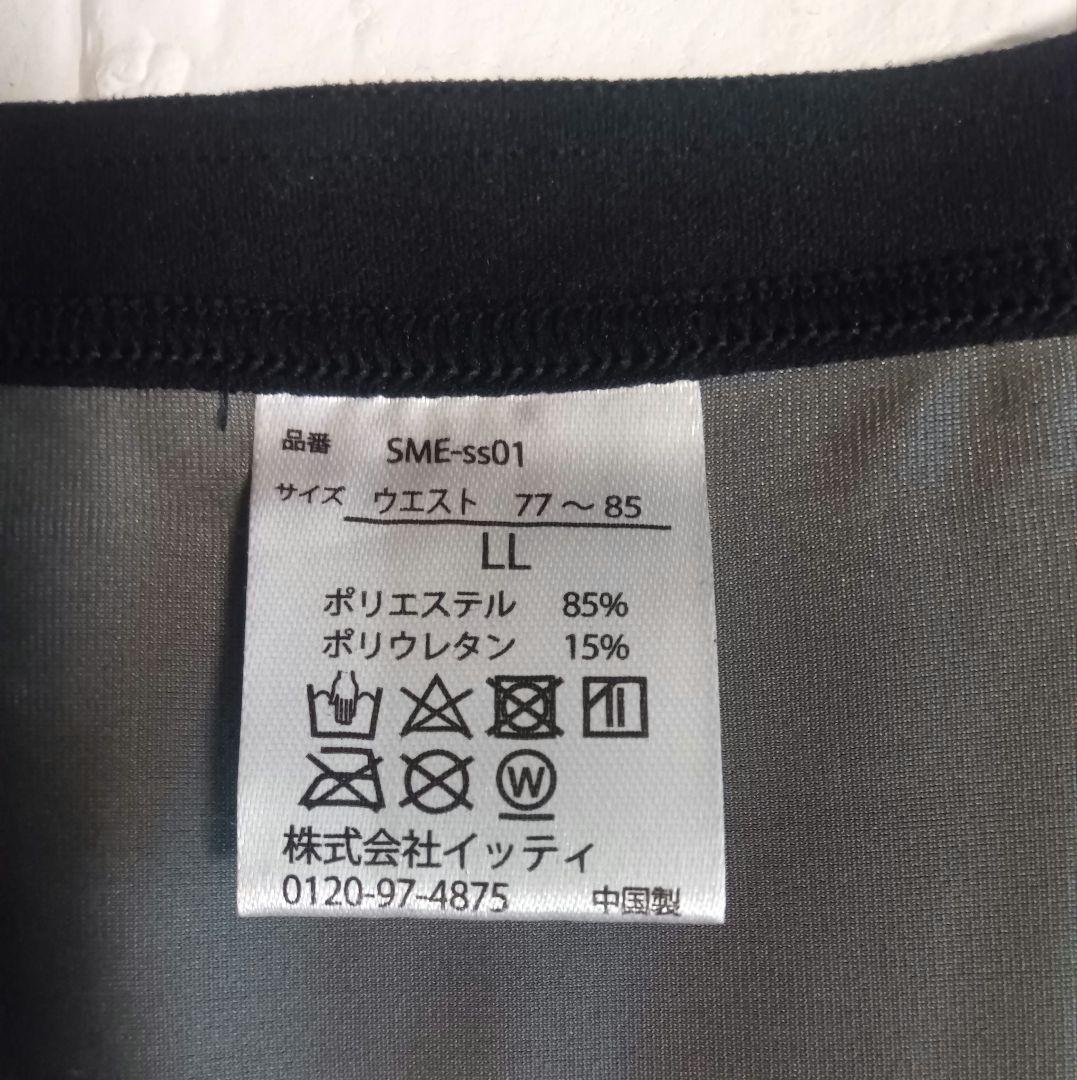 品番 SME-ss01
サイズ ウエスト 77～85
LL
ポリエステル 85%
ポリウレタン 15%
W
株式会社イッティ
0120-97-4875 中国製